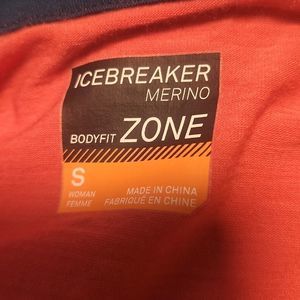 ICEBREAKER
MERINO
BODYFIT ZONE
S
WOMAN
FEMME
MADE IN CHINA
FABRIQUÉ EN CHINE